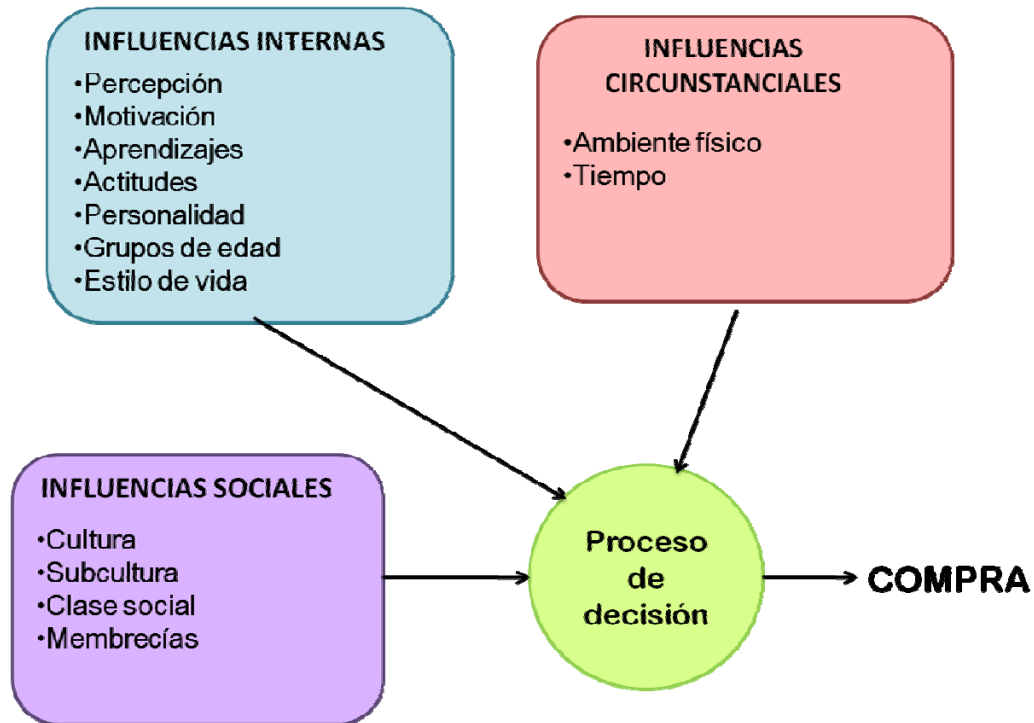 INFLUENCIAS INTERNAS
•Percepción
•Motivación
•Aprendizajes
•Actitudes
•Personalidad
•Grupos de edad
•Estilo de vida
INFLUENCIAS
CIRCUNSTANCIALES
•Ambiente físico
•Tiempo
INFLUENCIAS SOCIALES
•Cultura
•Subcultura
•Clase social
•Membrecías
Proceso
de
decisión
COMPRA